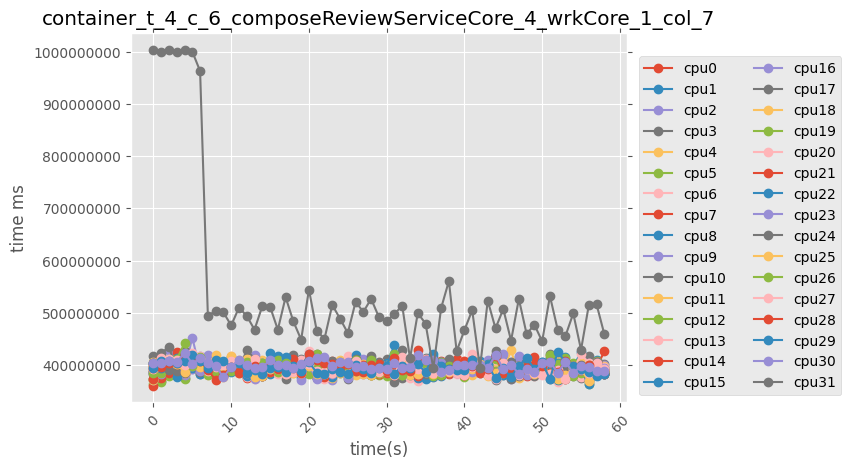 container_t_4_c_6_composeReviewServiceCore_4_wrkCore_1_col_7
time ms
1000000000
900000000
800000000
700000000
600000000
500000000
400000000
0 10 20 30 40 50 60
time(s)
cpu0
cpu1
cpu2
cpu3
cpu4
cpu5
cpu6
cpu7
cpu8
cpu9
cpu10
cpu11
cpu12
cpu13
cpu14
cpu15
cpu16
cpu17
cpu18
cpu19
cpu20
cpu21
cpu22
cpu23
cpu24
cpu25
cpu26
cpu27
cpu28
cpu29
cpu30
cpu31